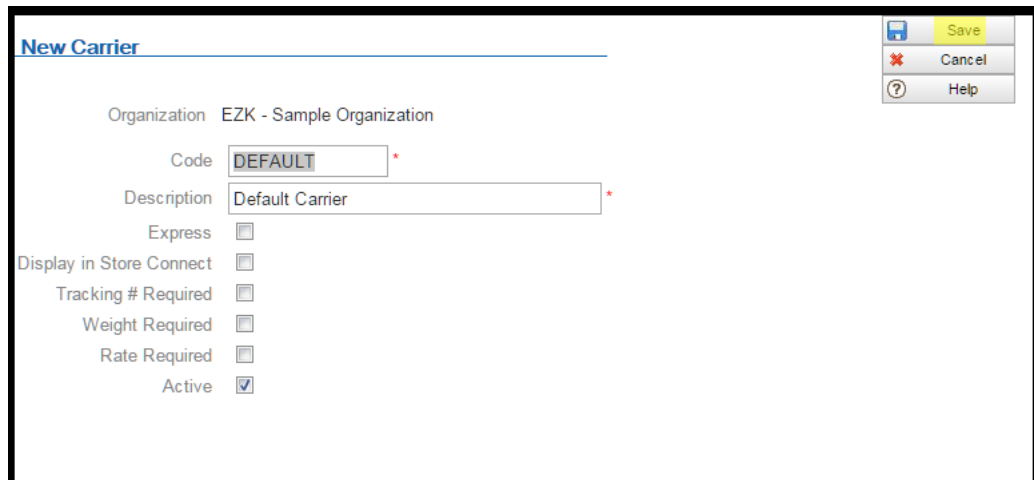 New Carrier
Save
Cancel
Help
Organization EZK - Sample Organization
Code DEFAULT *
Description Default Carrier *
Express
Display in Store Connect
Tracking # Required
Weight Required
Rate Required
Active